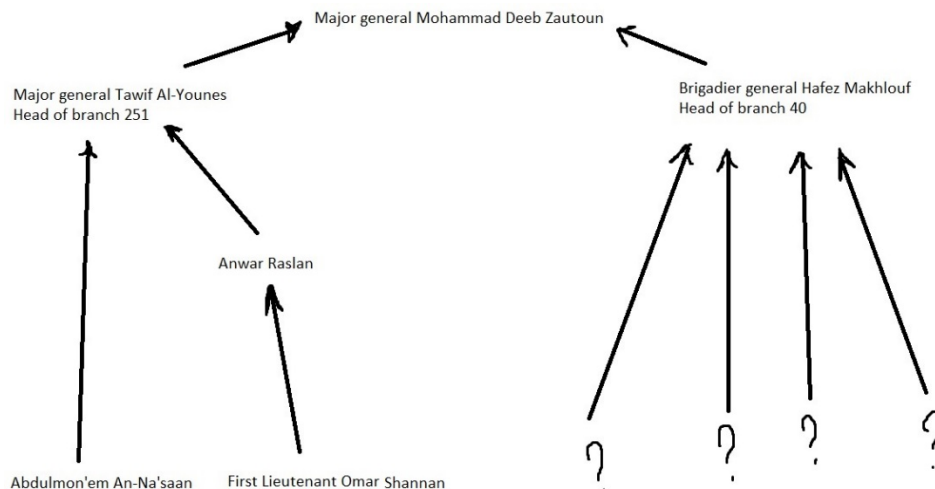 Major general Mohammad Deeb Zautoun
Major general Tawif Al-Younes
Head of branch 251
Brigadier general Hafez Makhlouf
Head of branch 40
Anwar Raslan
? ? ? ?
Abdulmon'em An-Na'saan
First Lieutenant Omar Shannan